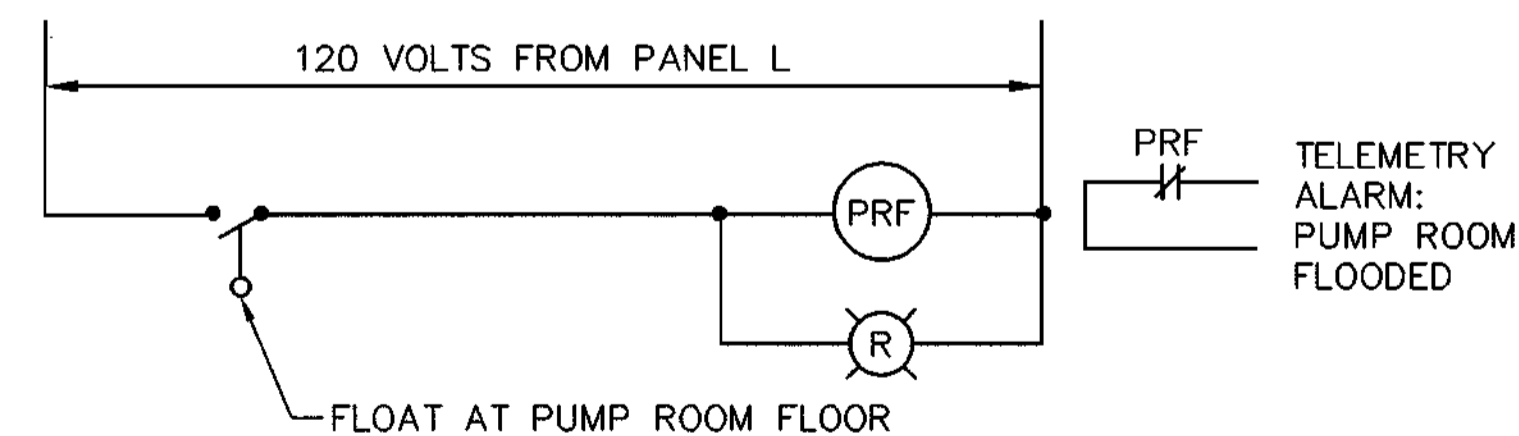 120 VOLTS FROM PANEL L
PRF
TELEMETRY
ALARM:
PUMP ROOM
FLOODED
PRF
R
FLOAT AT PUMP ROOM FLOOR